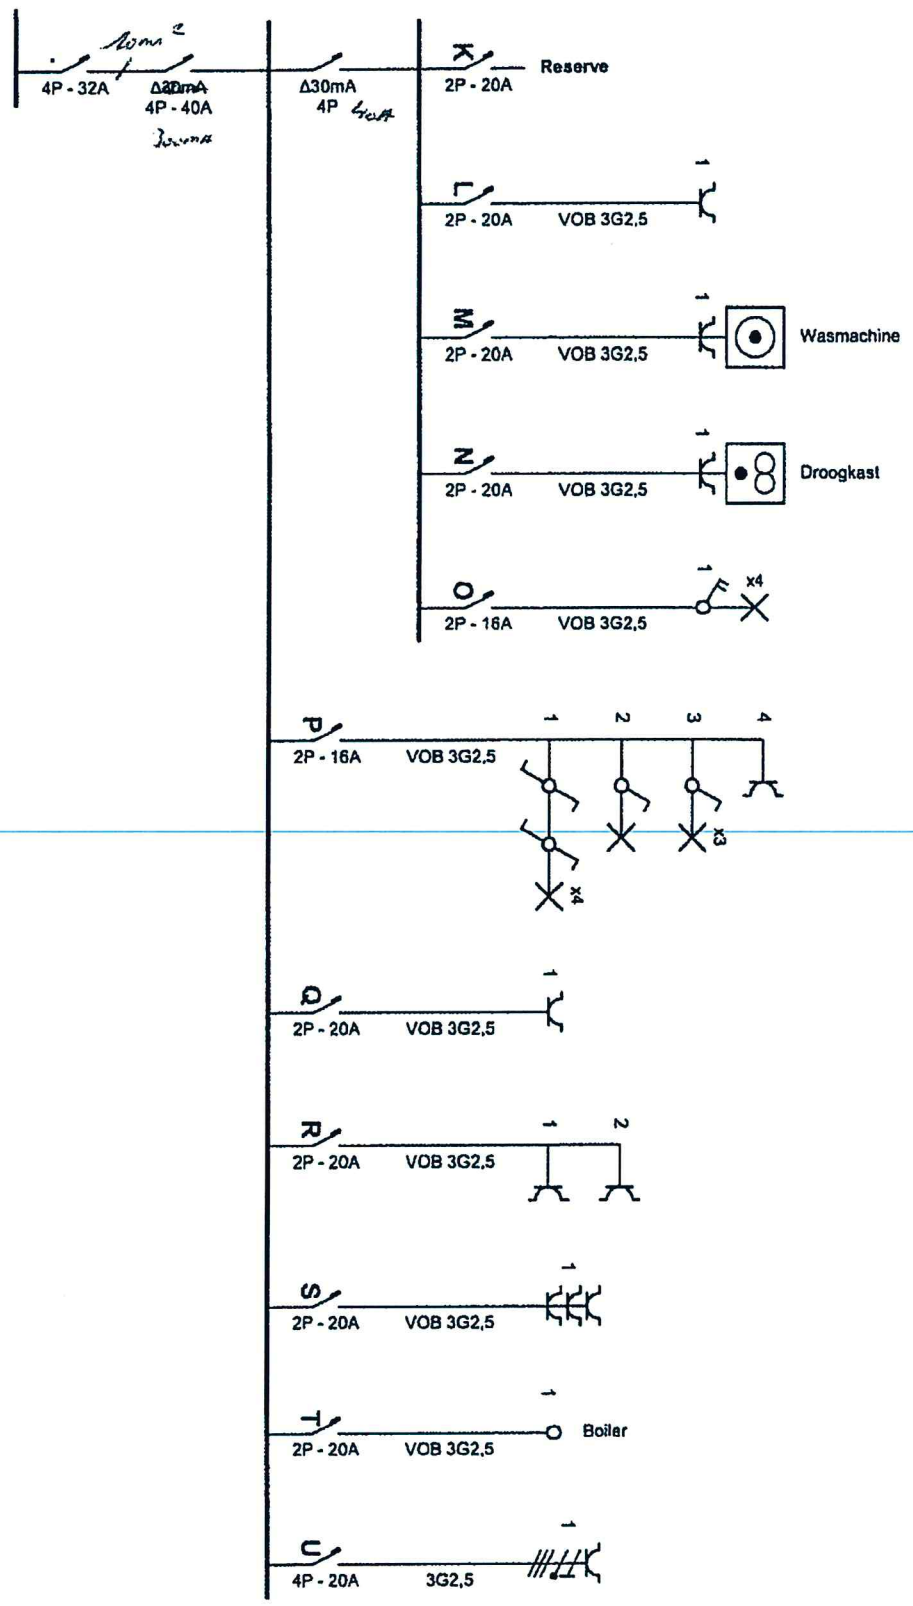 10mm²
4P - 32A
Δ30mA
4P - 40A
300mA
Δ30mA
4P 40A
K
2P - 20A
Reserve
L
2P - 20A
VOB 3G2,5
1
M
2P - 20A
VOB 3G2,5
1
Wasmachine
N
2P - 20A
VOB 3G2,5
1
Droogkast
O
2P - 16A
VOB 3G2,5
1
x4
P
2P - 16A
VOB 3G2,5
1 2 3 4
x3
x4
Q
2P - 20A
VOB 3G2,5
1
R
2P - 20A
VOB 3G2,5
1 2
S
2P - 20A
VOB 3G2,5
1
T
2P - 20A
VOB 3G2,5
1
Boiler
U
4P - 20A
3G2,5
1